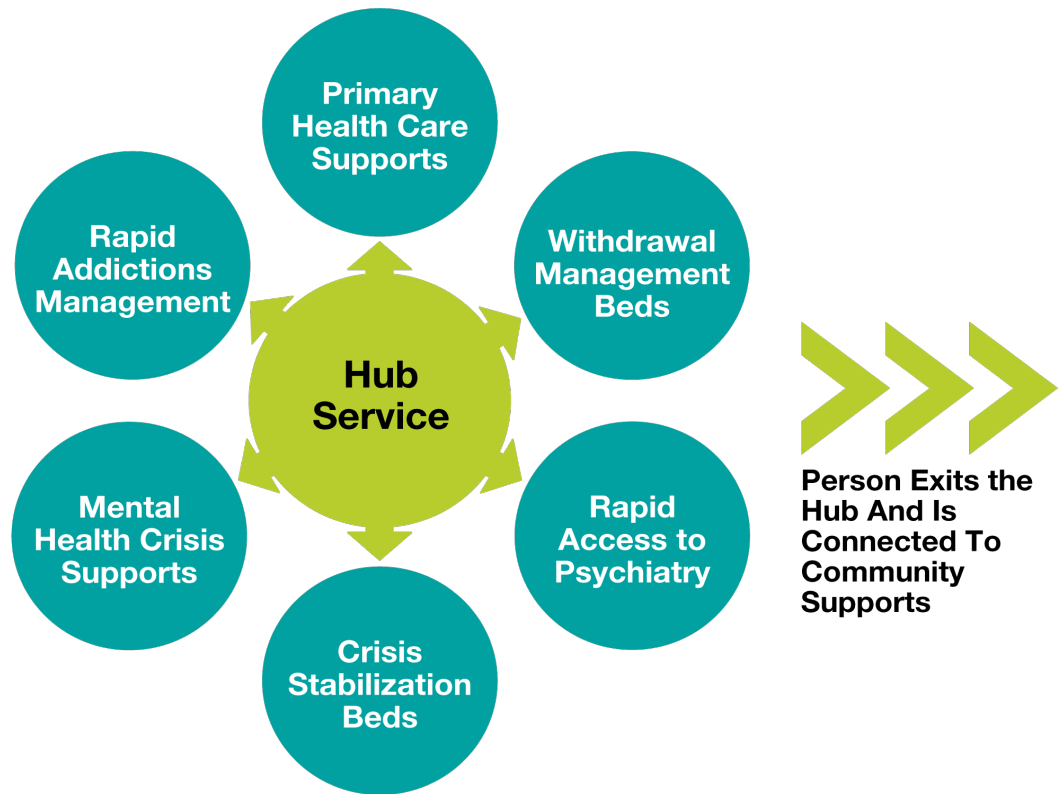 Primary
Health Care
Supports
Rapid
Addictions
Management
Withdrawal
Management
Beds
Hub
Service
Mental
Health Crisis
Supports
Rapid
Access to
Psychiatry
Crisis
Stabilization
Beds
Person Exits the
Hub And Is
Connected To
Community
Supports